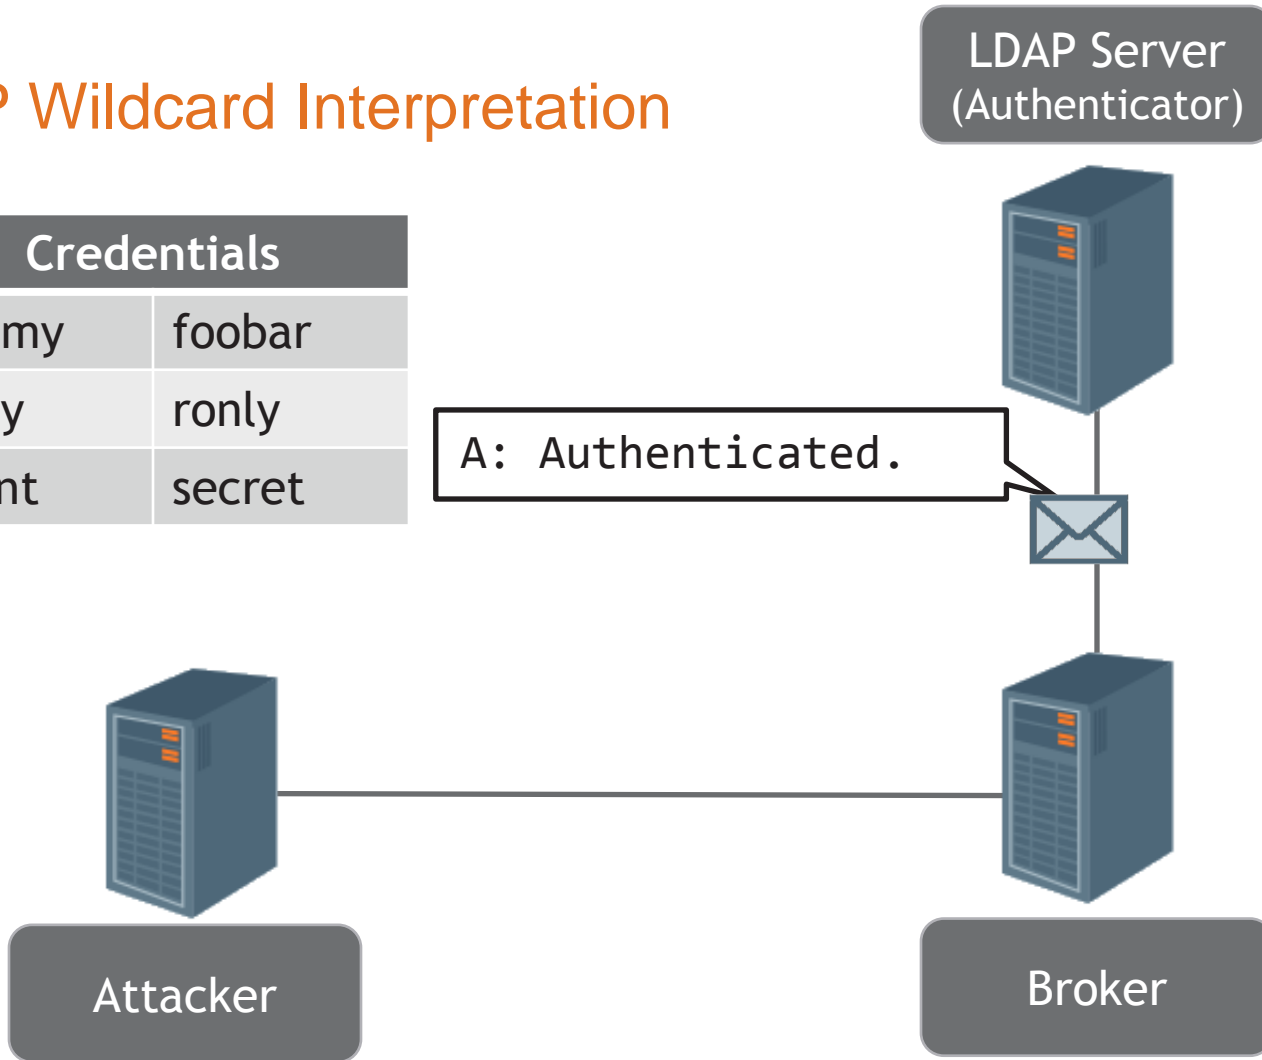 P Wildcard Interpretation
LDAP Server
(Authenticator)
Credentials
my foobar
y ronly
nt secret
A: Authenticated.
Attacker
Broker